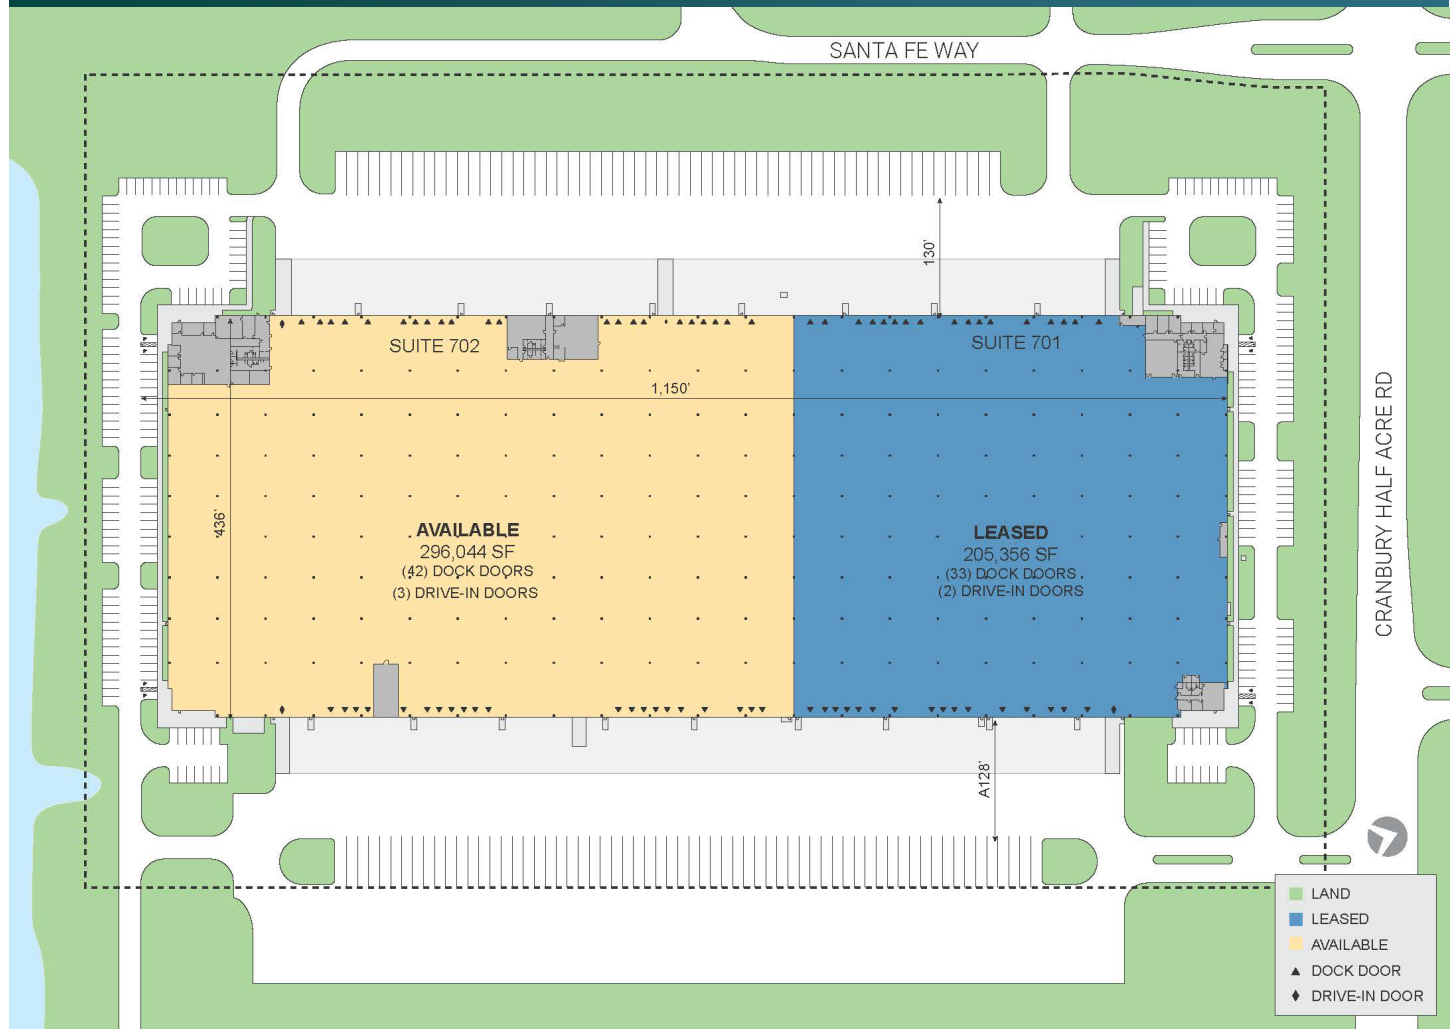 SANTA FE WAY
130'
SUITE 702
SUITE 701
1,150'
CRANBURY HALF ACRE RD
436'
AVAILABLE
296,044 SF
(42) DOCK DOORS
(3) DRIVE-IN DOORS
LEASED
205,356 SF
(33) DOCK DOORS
(2) DRIVE-IN DOORS
A128'
LAND
LEASED
AVAILABLE
DOCK DOOR
DRIVE-IN DOOR